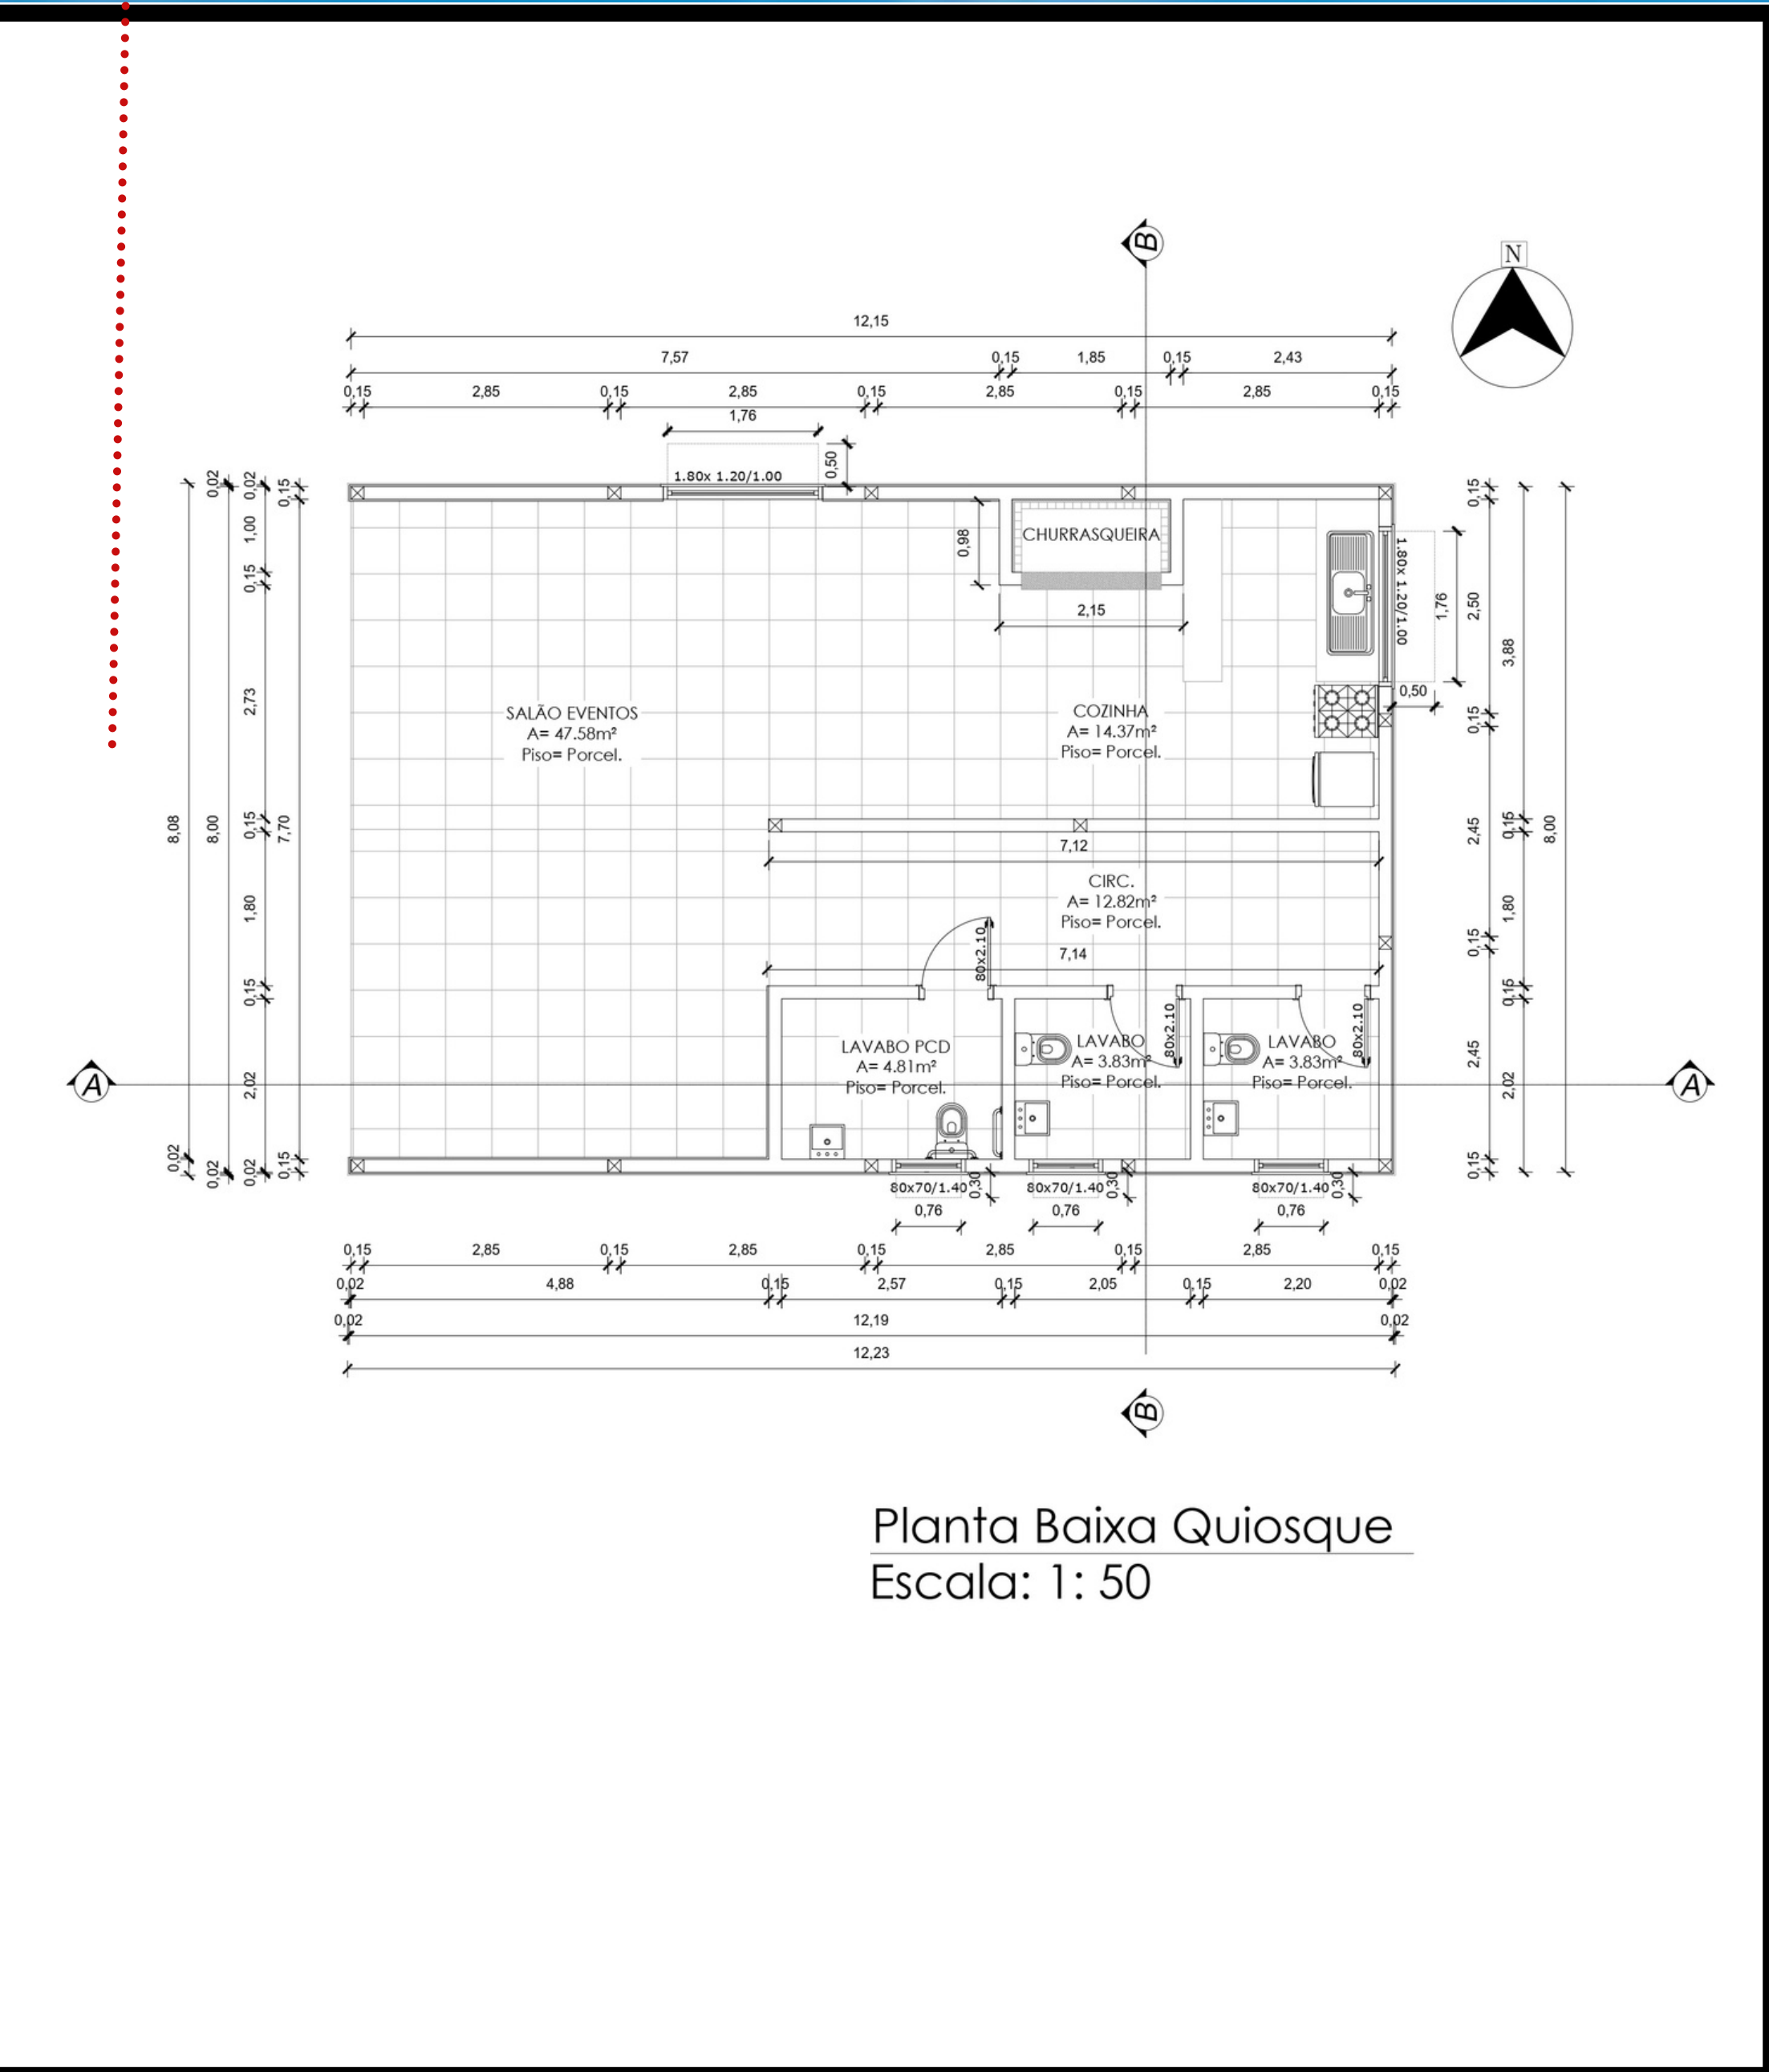 B
N
12,15
7,57
0,15
1,85
0,15
2,43
0,15
2,85
0,15
2,85
0,15
2,85
0,15
2,85
0,15
1,76
0,50
1.80x 1.20/1.00
8,08
0,02
0,02
8,00
0,02
0,02
1,00
0,15
2,73
0,15
1,80
0,15
2,02
0,02
0,15
7,70
0,15
0,98
CHURRASQUEIRA
2,15
1.80x 1.20/1.00
1,76
0,50
0,15
2,50
0,15
2,45
0,15
2,45
0,15
3,88
0,15
1,80
0,15
2,02
8,00
SALÃO EVENTOS
A= 47.58m²
Piso= Porcel.
COZINHA
A= 14.37m²
Piso= Porcel.
7,12
CIRC.
A= 12.82m²
Piso= Porcel.
7,14
80x2.10
80x2.10
80x2.10
LAVABO PCD
A= 4.81m²
Piso= Porcel.
LAVABO
A= 3.83m²
Piso= Porcel.
LAVABO
A= 3.83m²
Piso= Porcel.
A
A
80x70/1.40
0,30
80x70/1.40
0,30
80x70/1.40
0,30
0,76
0,76
0,76
0,15
2,85
0,15
2,85
0,15
2,85
0,15
2,85
0,15
0,02
4,88
0,15
2,57
0,15
2,05
0,15
2,20
0,02
0,02
12,19
0,02
12,23
B
Planta Baixa Quiosque
Escala: 1: 50